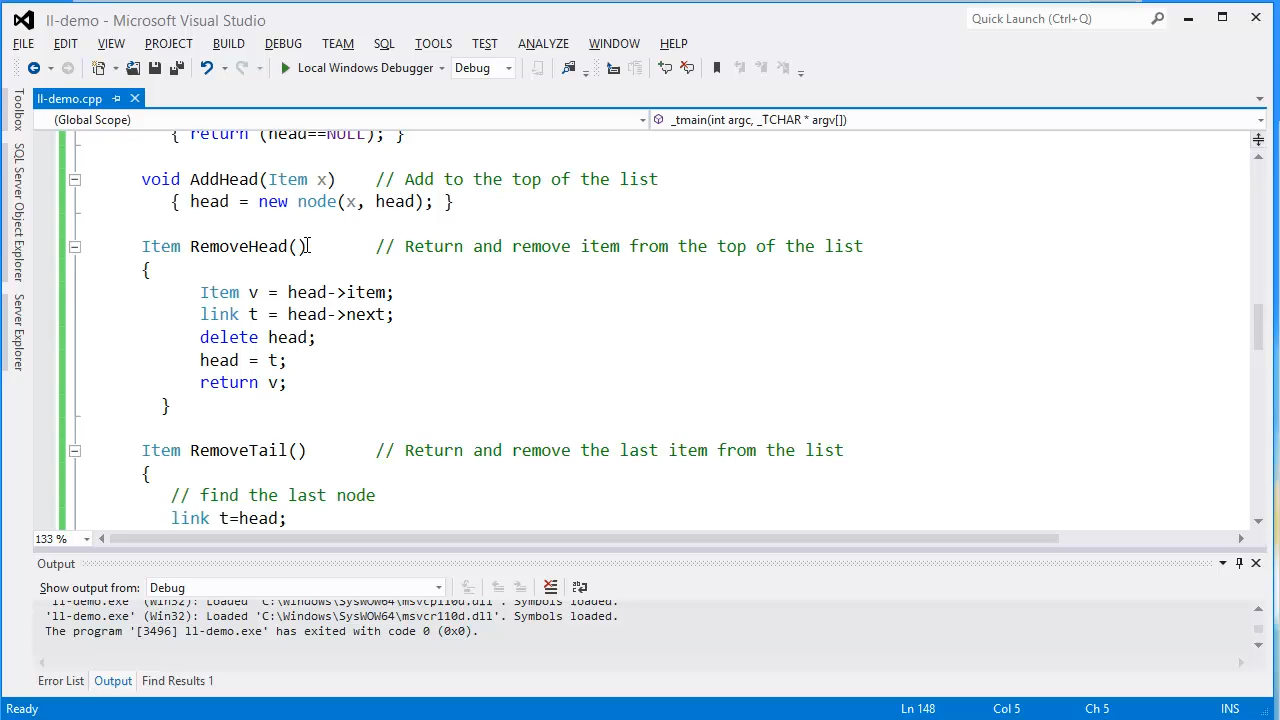 ll-demo - Microsoft Visual Studio
Quick Launch (Ctrl+Q)
FILE EDIT VIEW PROJECT BUILD DEBUG TEAM SQL TOOLS TEST ANALYZE WINDOW HELP
Local Windows Debugger Debug
Toolbox
SQL Server Object Explorer
Server Explorer
ll-demo.cpp
(Global Scope) _tmain(int argc, _TCHAR * argv[])
{ return (head==NULL); }
void AddHead(Item x) // Add to the top of the list
{ head = new node(x, head); }
Item RemoveHead() // Return and remove item from the top of the list
{
Item v = head->item;
link t = head->next;
delete head;
head = t;
return v;
}
Item RemoveTail() // Return and remove the last item from the list
{
// find the last node
link t=head;
133 %
Output
Show output from: Debug
'll-demo.exe' (Win32): Loaded 'C:\Windows\SysWOW64\msvcp110d.dll'. Symbols loaded.
'll-demo.exe' (Win32): Loaded 'C:\Windows\SysWOW64\msvcr110d.dll'. Symbols loaded.
The program '[3496] ll-demo.exe' has exited with code 0 (0x0).
Error List Output Find Results 1
Ready Ln 148 Col 5 Ch 5 INS